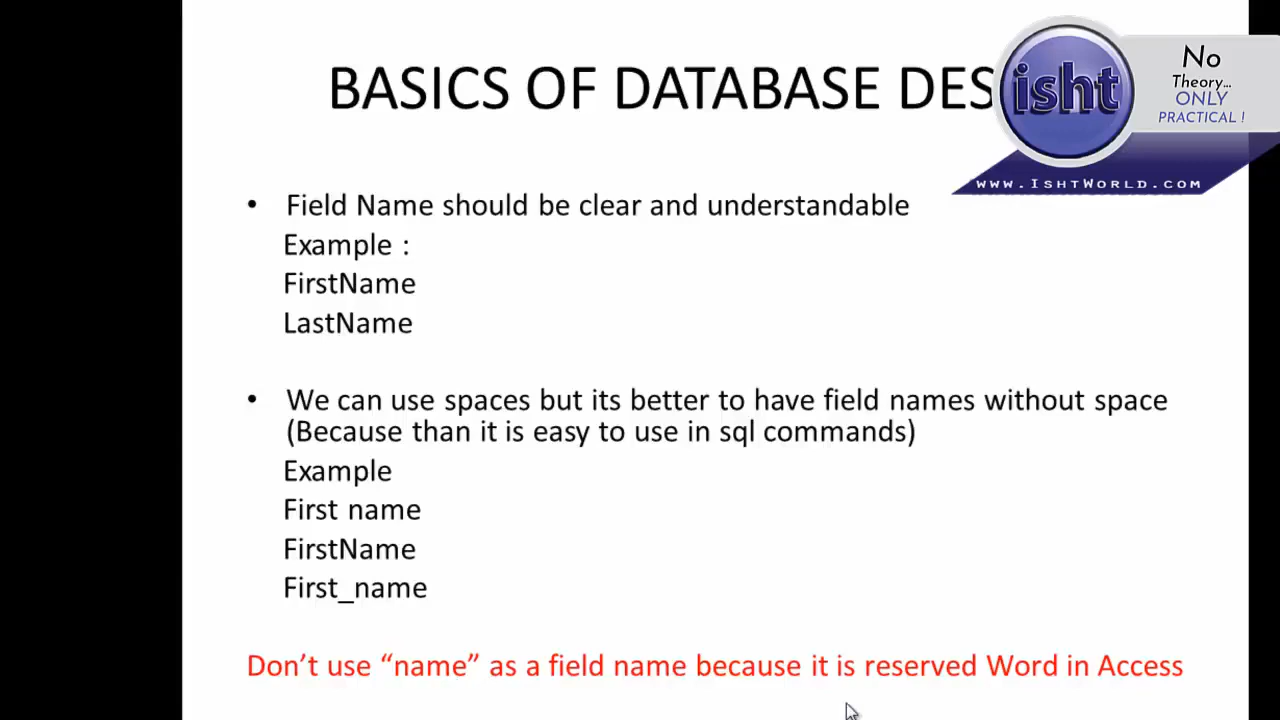 BASICS OF DATABASE DES
isht
No
Theory...
ONLY
PRACTICAL !
www.IshtWorld.com
• Field Name should be clear and understandable
Example :
FirstName
LastName
• We can use spaces but its better to have field names without space
(Because than it is easy to use in sql commands)
Example
First name
FirstName
First_name
Don’t use “name” as a field name because it is reserved Word in Access